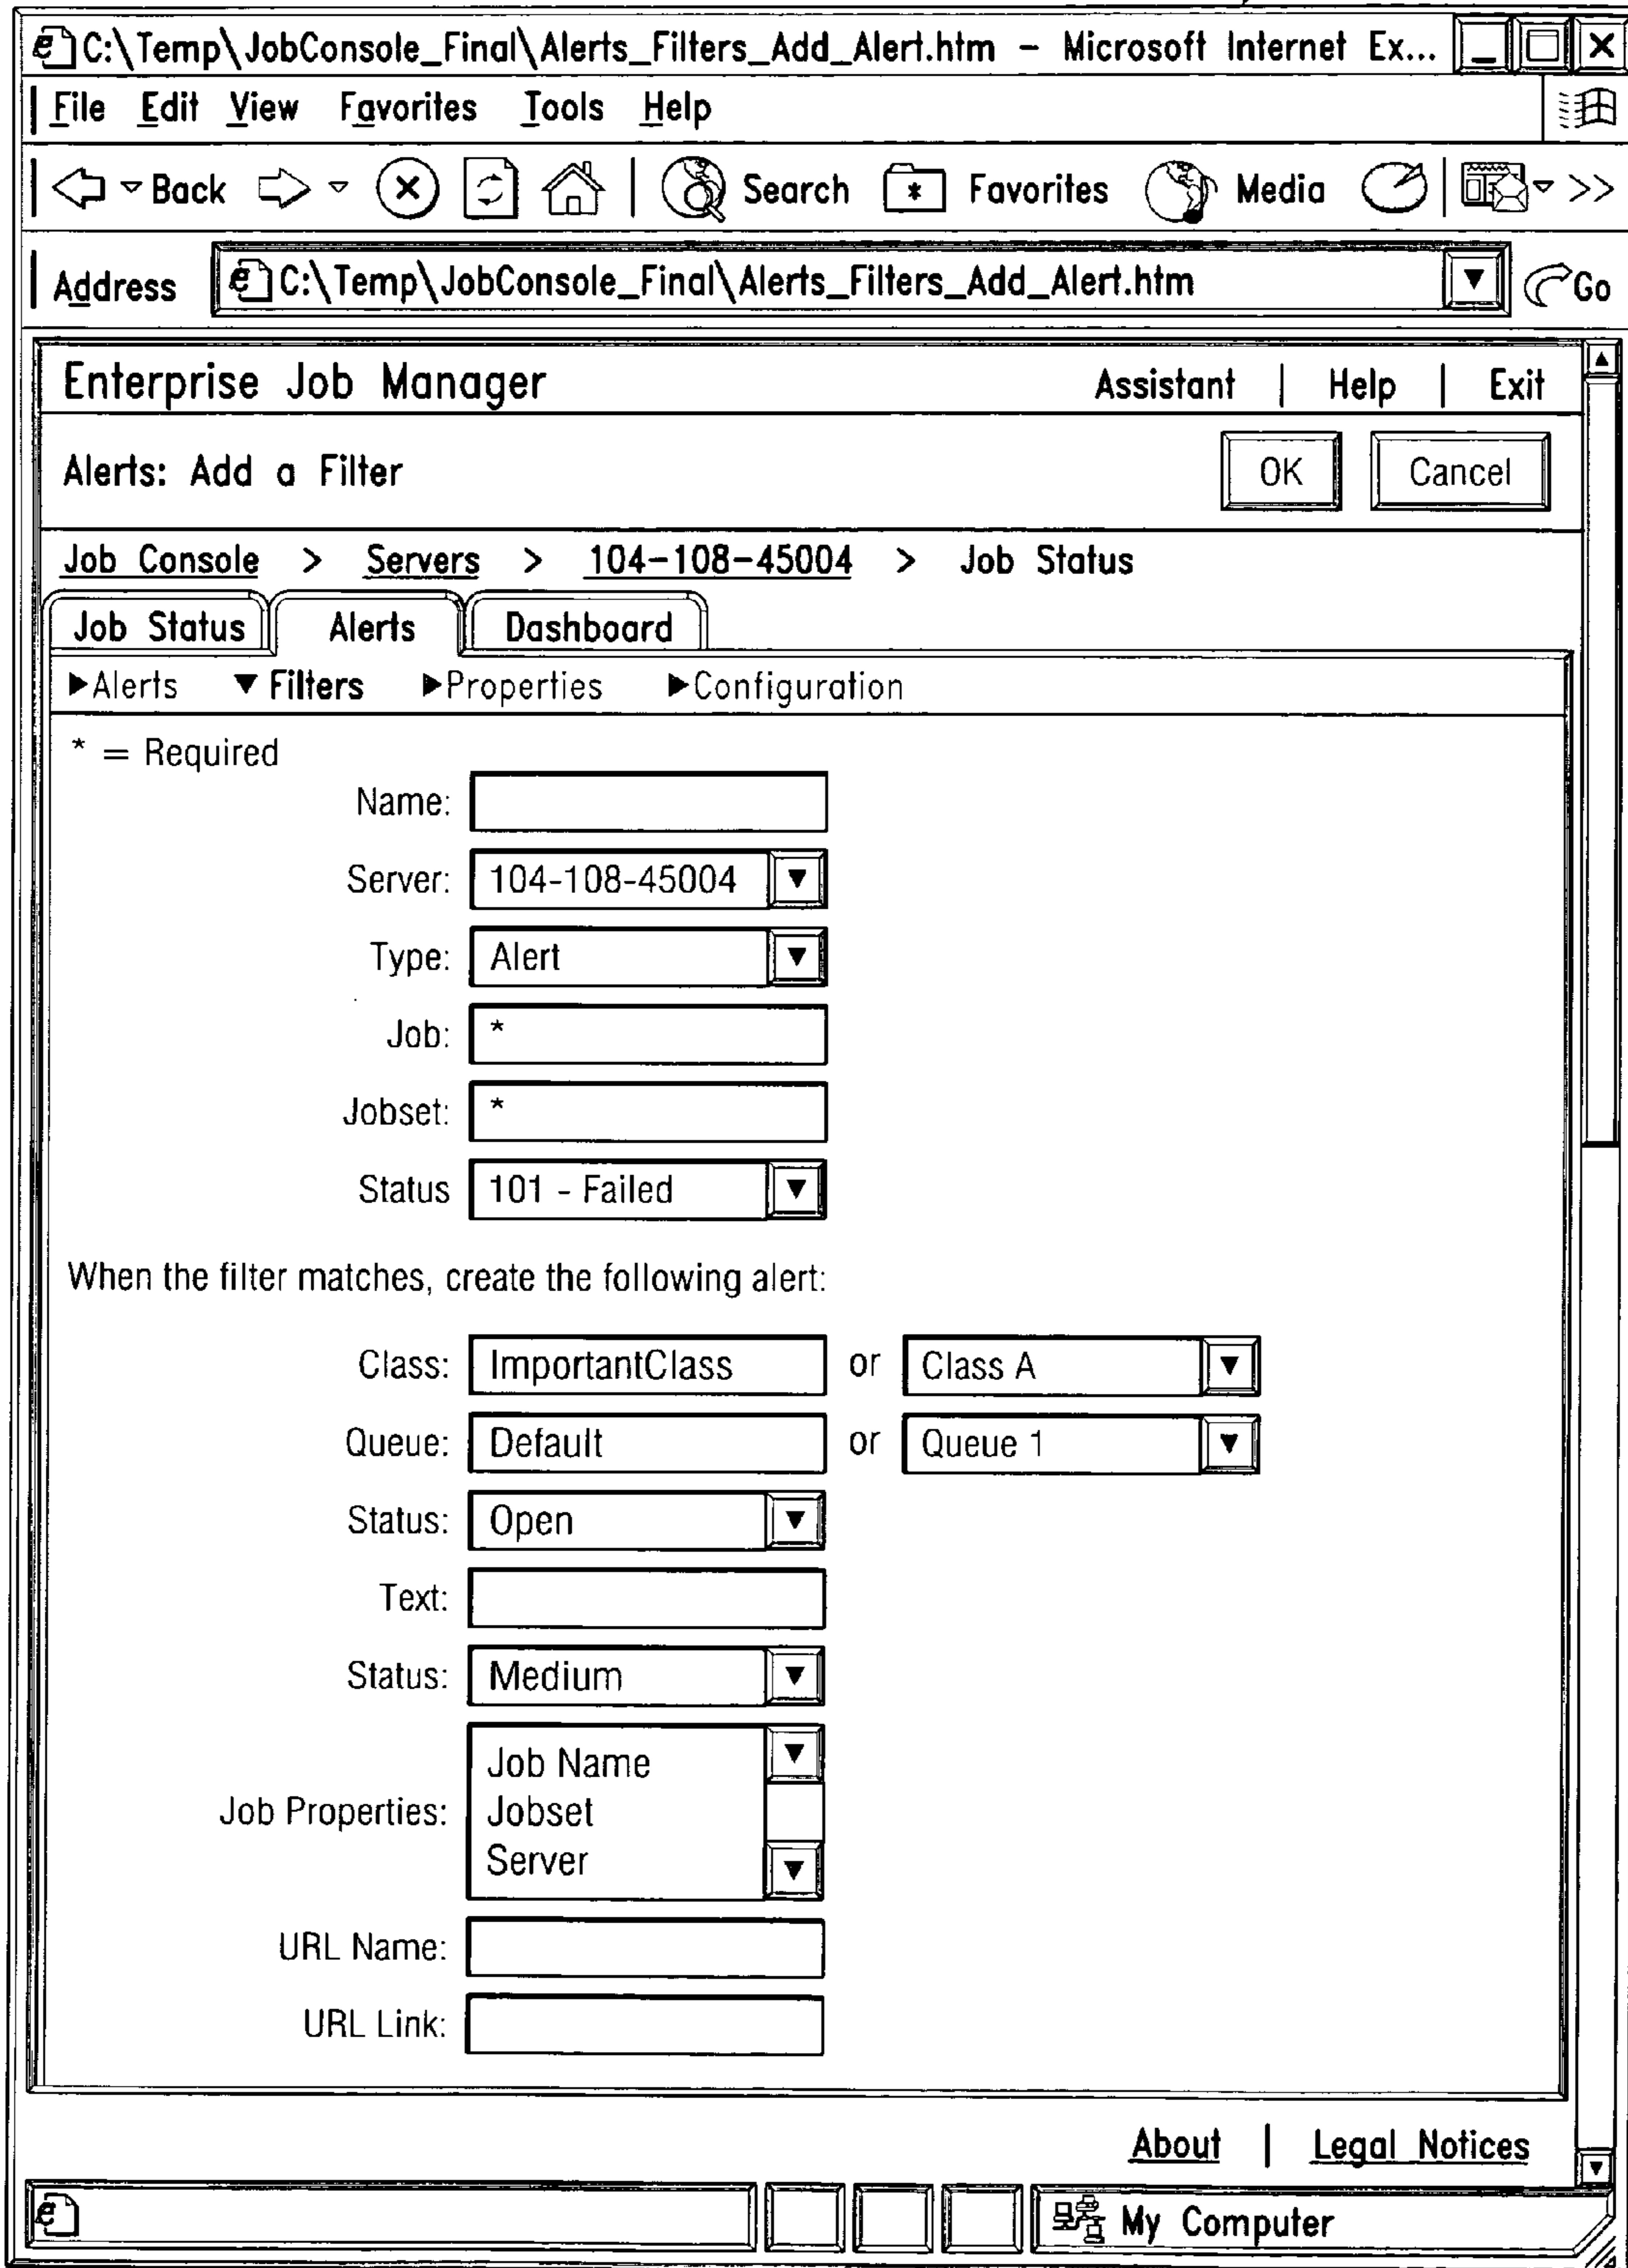 C:\Temp\JobConsole_Final\Alerts_Filters_Add_Alert.htm – Microsoft Internet Ex...
File Edit View Favorites Tools Help
Back Search Favorites Media >>
Address C:\Temp\JobConsole_Final\Alerts_Filters_Add_Alert.htm Go
Enterprise Job Manager Assistant | Help | Exit
Alerts: Add a Filter OK Cancel
Job Console > Servers > 104-108-45004 > Job Status
Job Status Alerts Dashboard
▶Alerts ▼Filters ▶Properties ▶Configuration
* = Required
Name:
Server: 104-108-45004
Type: Alert
Job: *
Jobset: *
Status 101 - Failed
When the filter matches, create the following alert:
Class: ImportantClass or Class A
Queue: Default or Queue 1
Status: Open
Text:
Status: Medium
Job Name
Job Properties: Jobset
Server
URL Name:
URL Link:
About | Legal Notices
My Computer